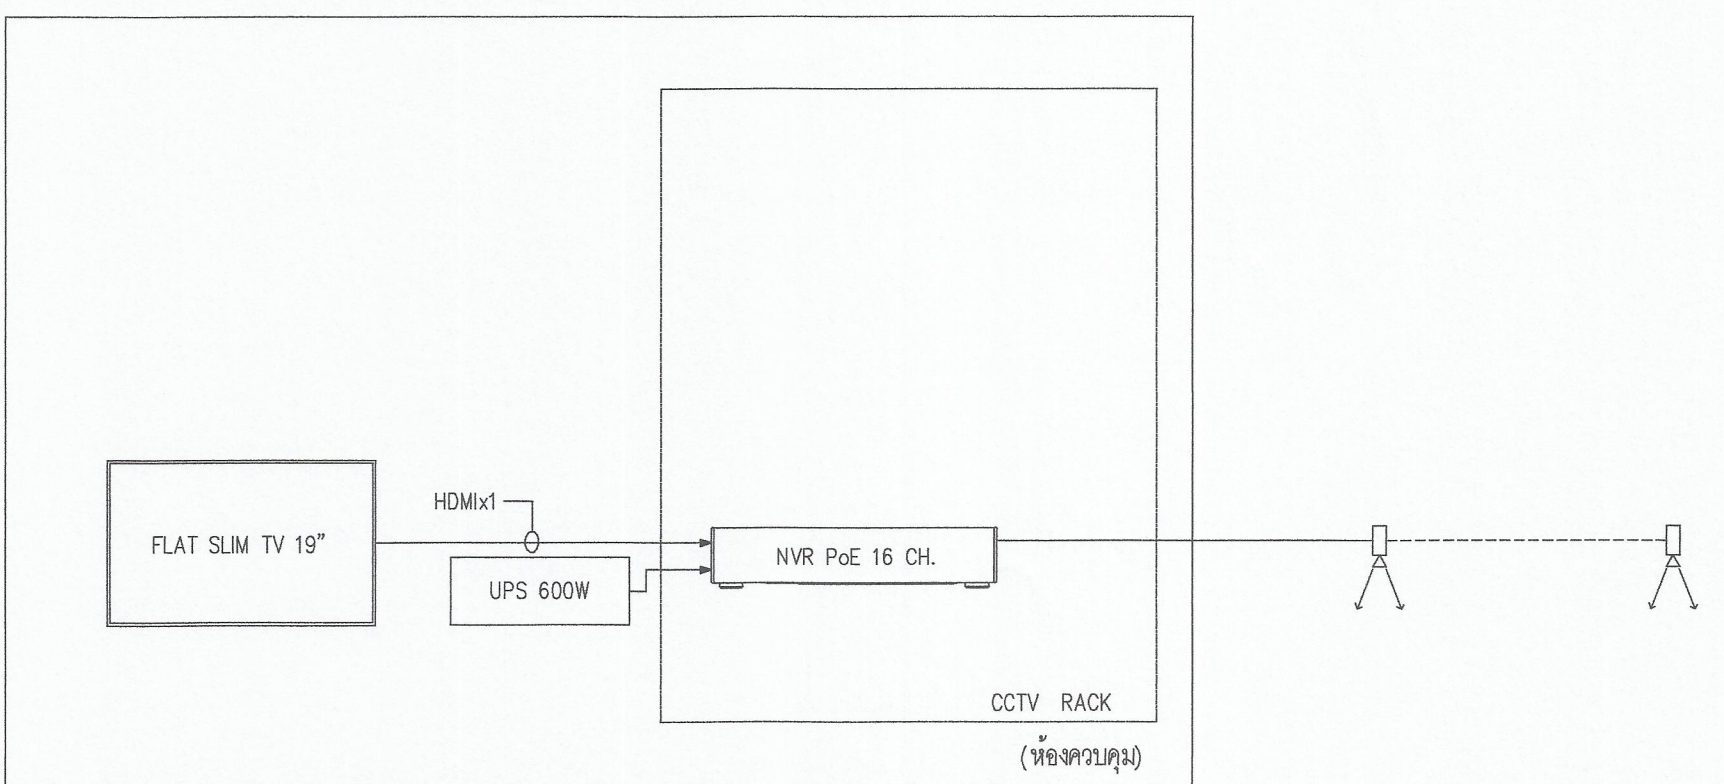 HDMIx1
FLAT SLIM TV 19”
NVR PoE 16 CH.
UPS 600W
CCTV RACK
(ห้องควบคุม)